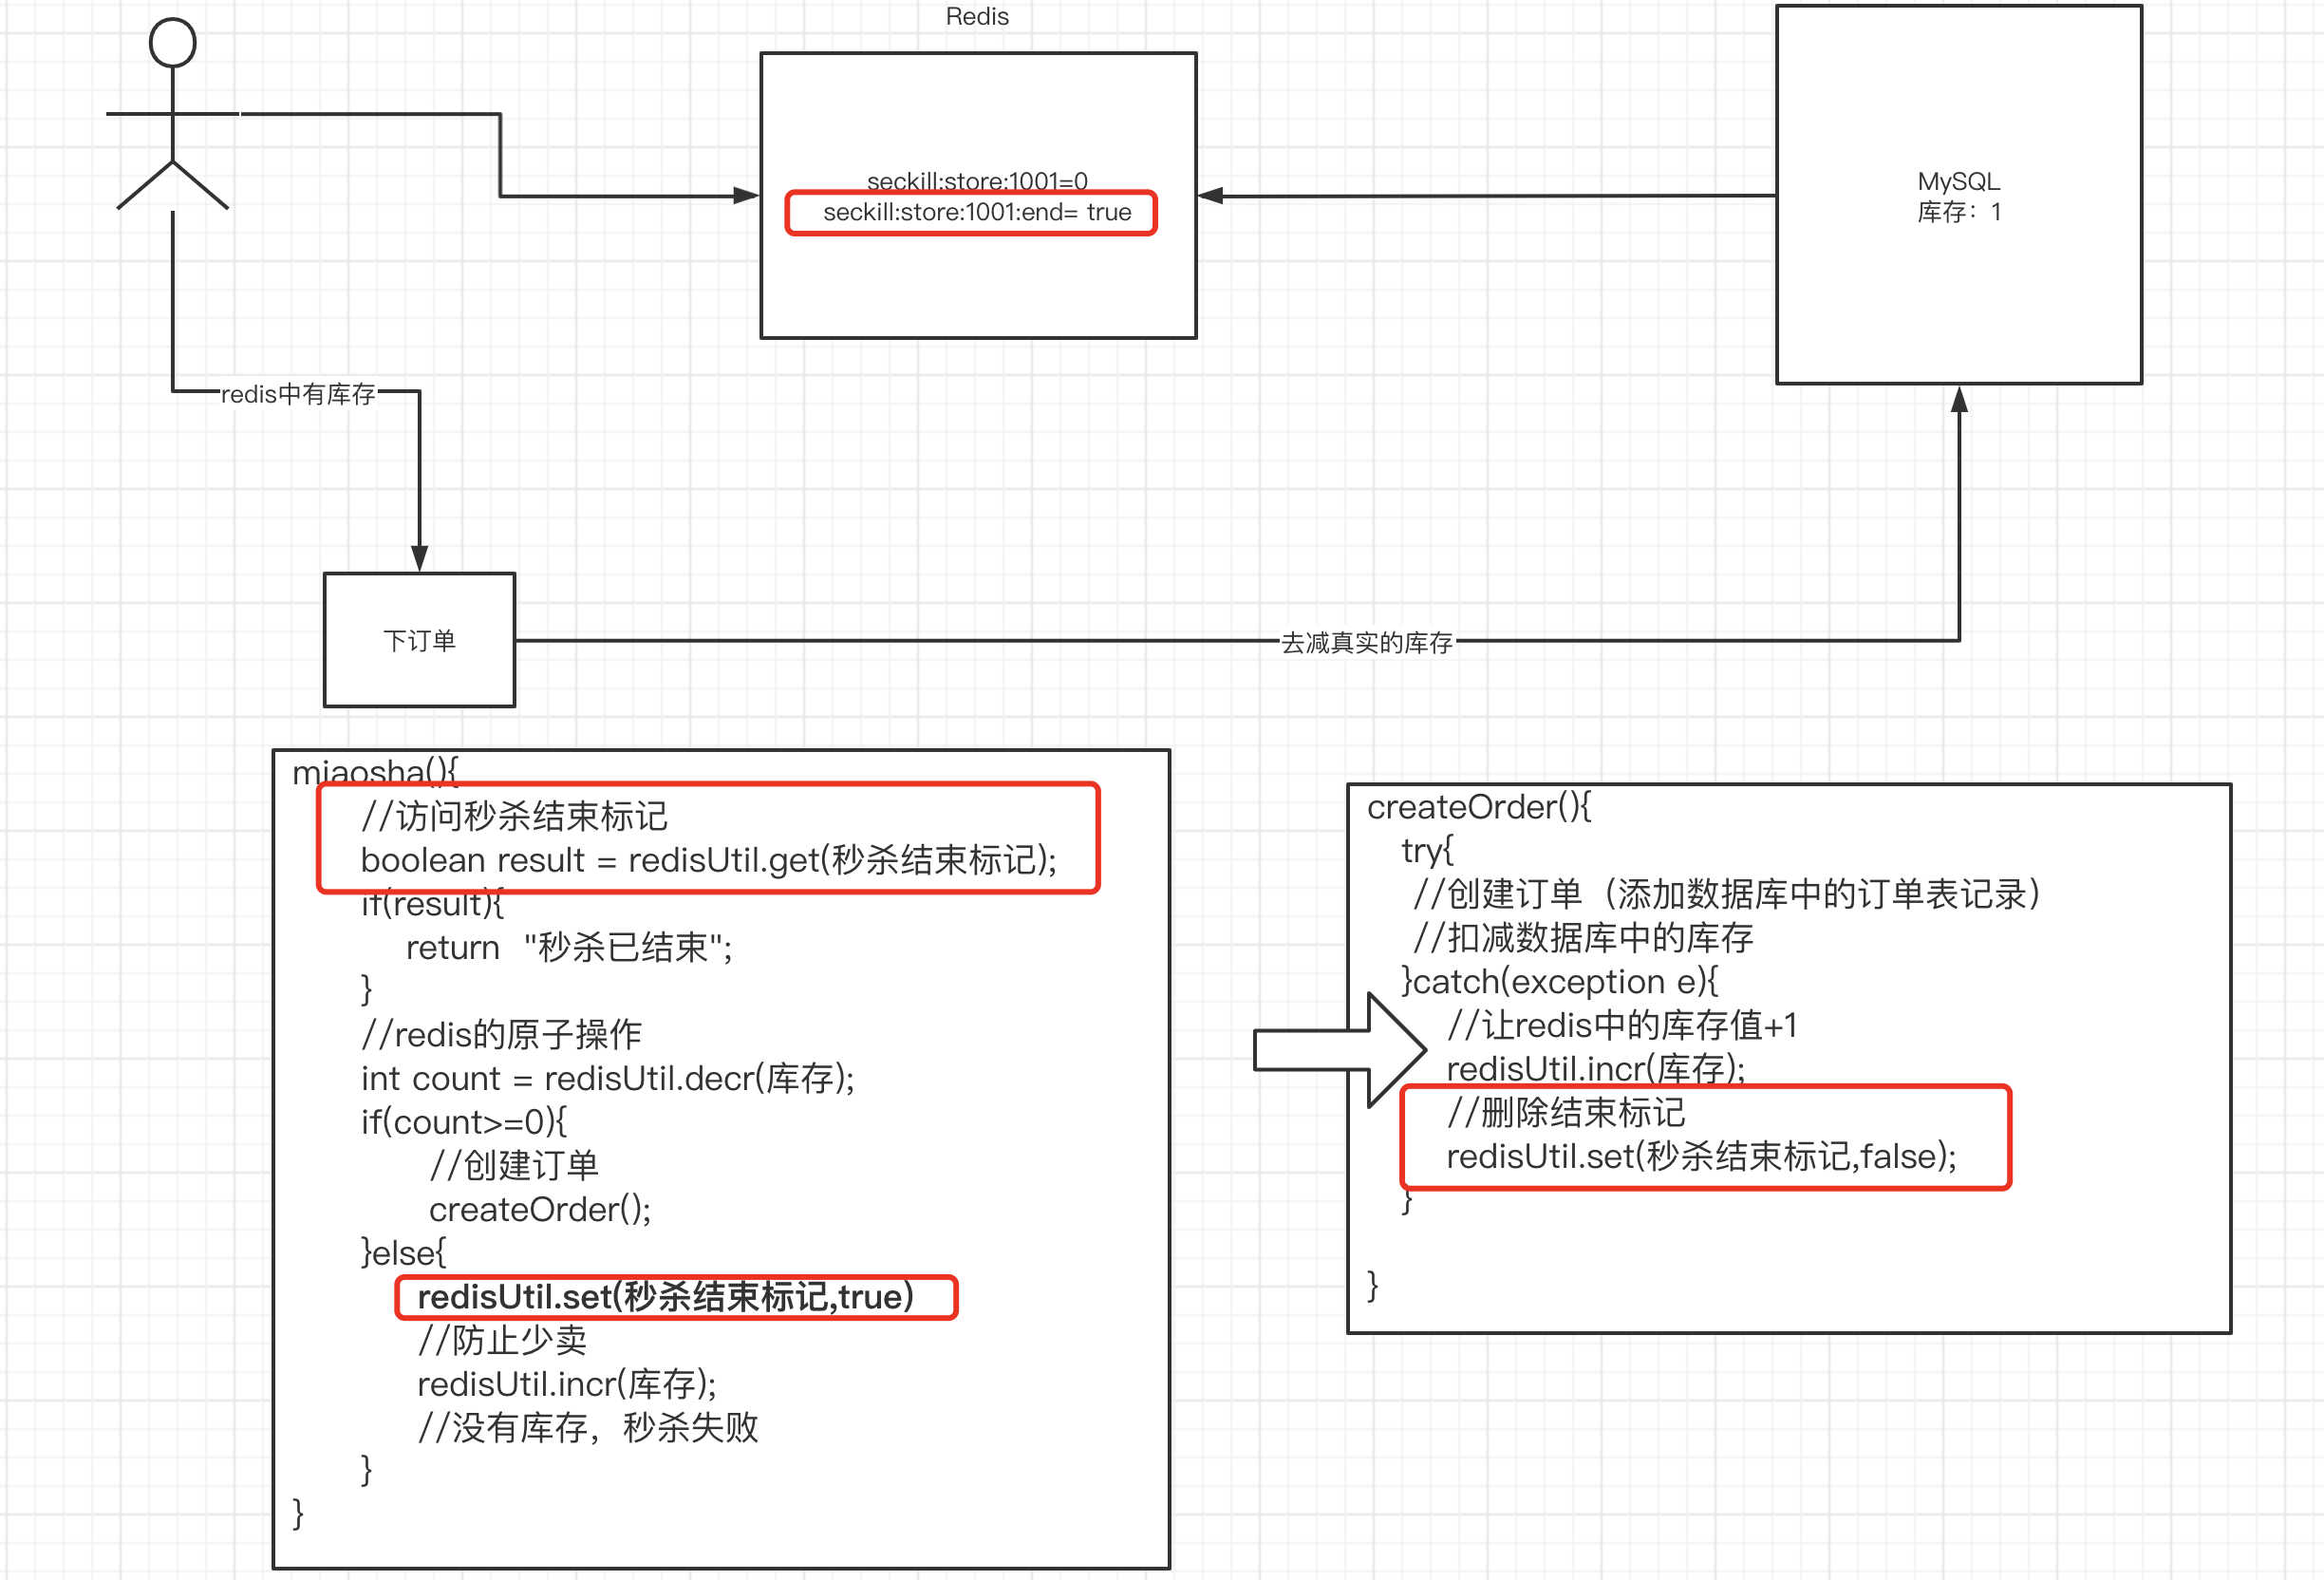 Redis
seckill:store:1001=0
seckill:store:1001:end= true
MySQL
库存：1
redis中有库存
下订单
去减真实的库存
miaosha(){
//访问秒杀结束标记
boolean result = redisUtil.get(秒杀结束标记);
if(result){
return "秒杀已结束";
}
//redis的原子操作
int count = redisUtil.decr(库存);
if(count>=0){
//创建订单
createOrder();
}else{
redisUtil.set(秒杀结束标记,true)
//防止少卖
redisUtil.incr(库存);
//没有库存，秒杀失败
}
}
createOrder(){
try{
//创建订单（添加数据库中的订单表记录）
//扣减数据库中的库存
}catch(exception e){
//让redis中的库存值+1
redisUtil.incr(库存);
//删除结束标记
redisUtil.set(秒杀结束标记,false);
}
}